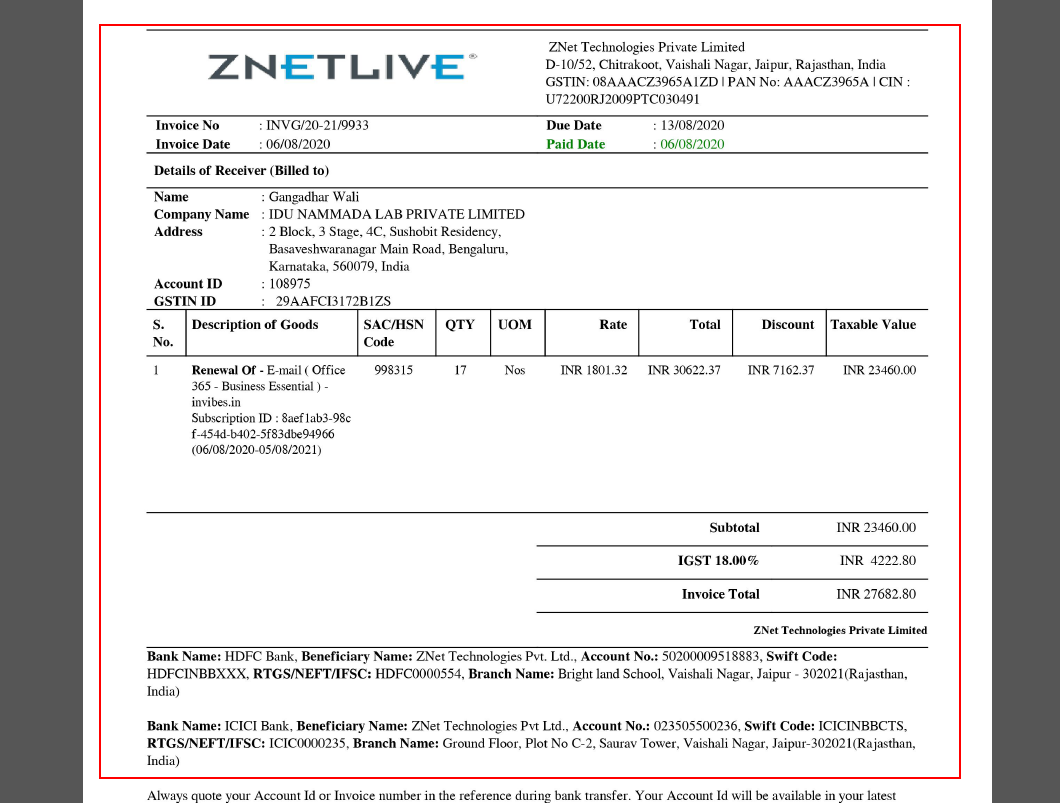 ZNETLIVE®
ZNet Technologies Private Limited
D-10/52, Chitrakoot, Vaishali Nagar, Jaipur, Rajasthan, India
GSTIN: 08AAACZ3965A1ZD | PAN No: AAACZ3965A | CIN :
U72200RJ2009PTC030491
Invoice No : INVG/20-21/9933 Due Date : 13/08/2020
Invoice Date : 06/08/2020 Paid Date : 06/08/2020
Details of Receiver (Billed to)
Name : Gangadhar Wali
Company Name : IDU NAMMADA LAB PRIVATE LIMITED
Address : 2 Block, 3 Stage, 4C, Sushobit Residency,
Basaveshwaranagar Main Road, Bengaluru,
Karnataka, 560079, India
Account ID : 108975
GSTIN ID : 29AAFCI3172B1ZS
S. Description of Goods SAC/HSN QTY UOM Rate Total Discount Taxable Value
No. Code
1 Renewal Of - E-mail ( Office 998315 17 Nos INR 1801.32 INR 30622.37 INR 7162.37 INR 23460.00
365 - Business Essential ) -
invibes.in
Subscription ID : 8aef1ab3-98c
f-454d-b402-5f83dbe94966
(06/08/2020-05/08/2021)
Subtotal INR 23460.00
IGST 18.00% INR 4222.80
Invoice Total INR 27682.80
ZNet Technologies Private Limited
Bank Name: HDFC Bank, Beneficiary Name: ZNet Technologies Pvt. Ltd., Account No.: 50200009518883, Swift Code:
HDFCINBBXXX, RTGS/NEFT/IFSC: HDFC0000554, Branch Name: Bright land School, Vaishali Nagar, Jaipur - 302021(Rajasthan,
India)
Bank Name: ICICI Bank, Beneficiary Name: ZNet Technologies Pvt Ltd., Account No.: 023505500236, Swift Code: ICICINBBCTS,
RTGS/NEFT/IFSC: ICIC0000235, Branch Name: Ground Floor, Plot No C-2, Saurav Tower, Vaishali Nagar, Jaipur-302021(Rajasthan,
India)
Always quote your Account Id or Invoice number in the reference during bank transfer. Your Account Id will be available in your latest